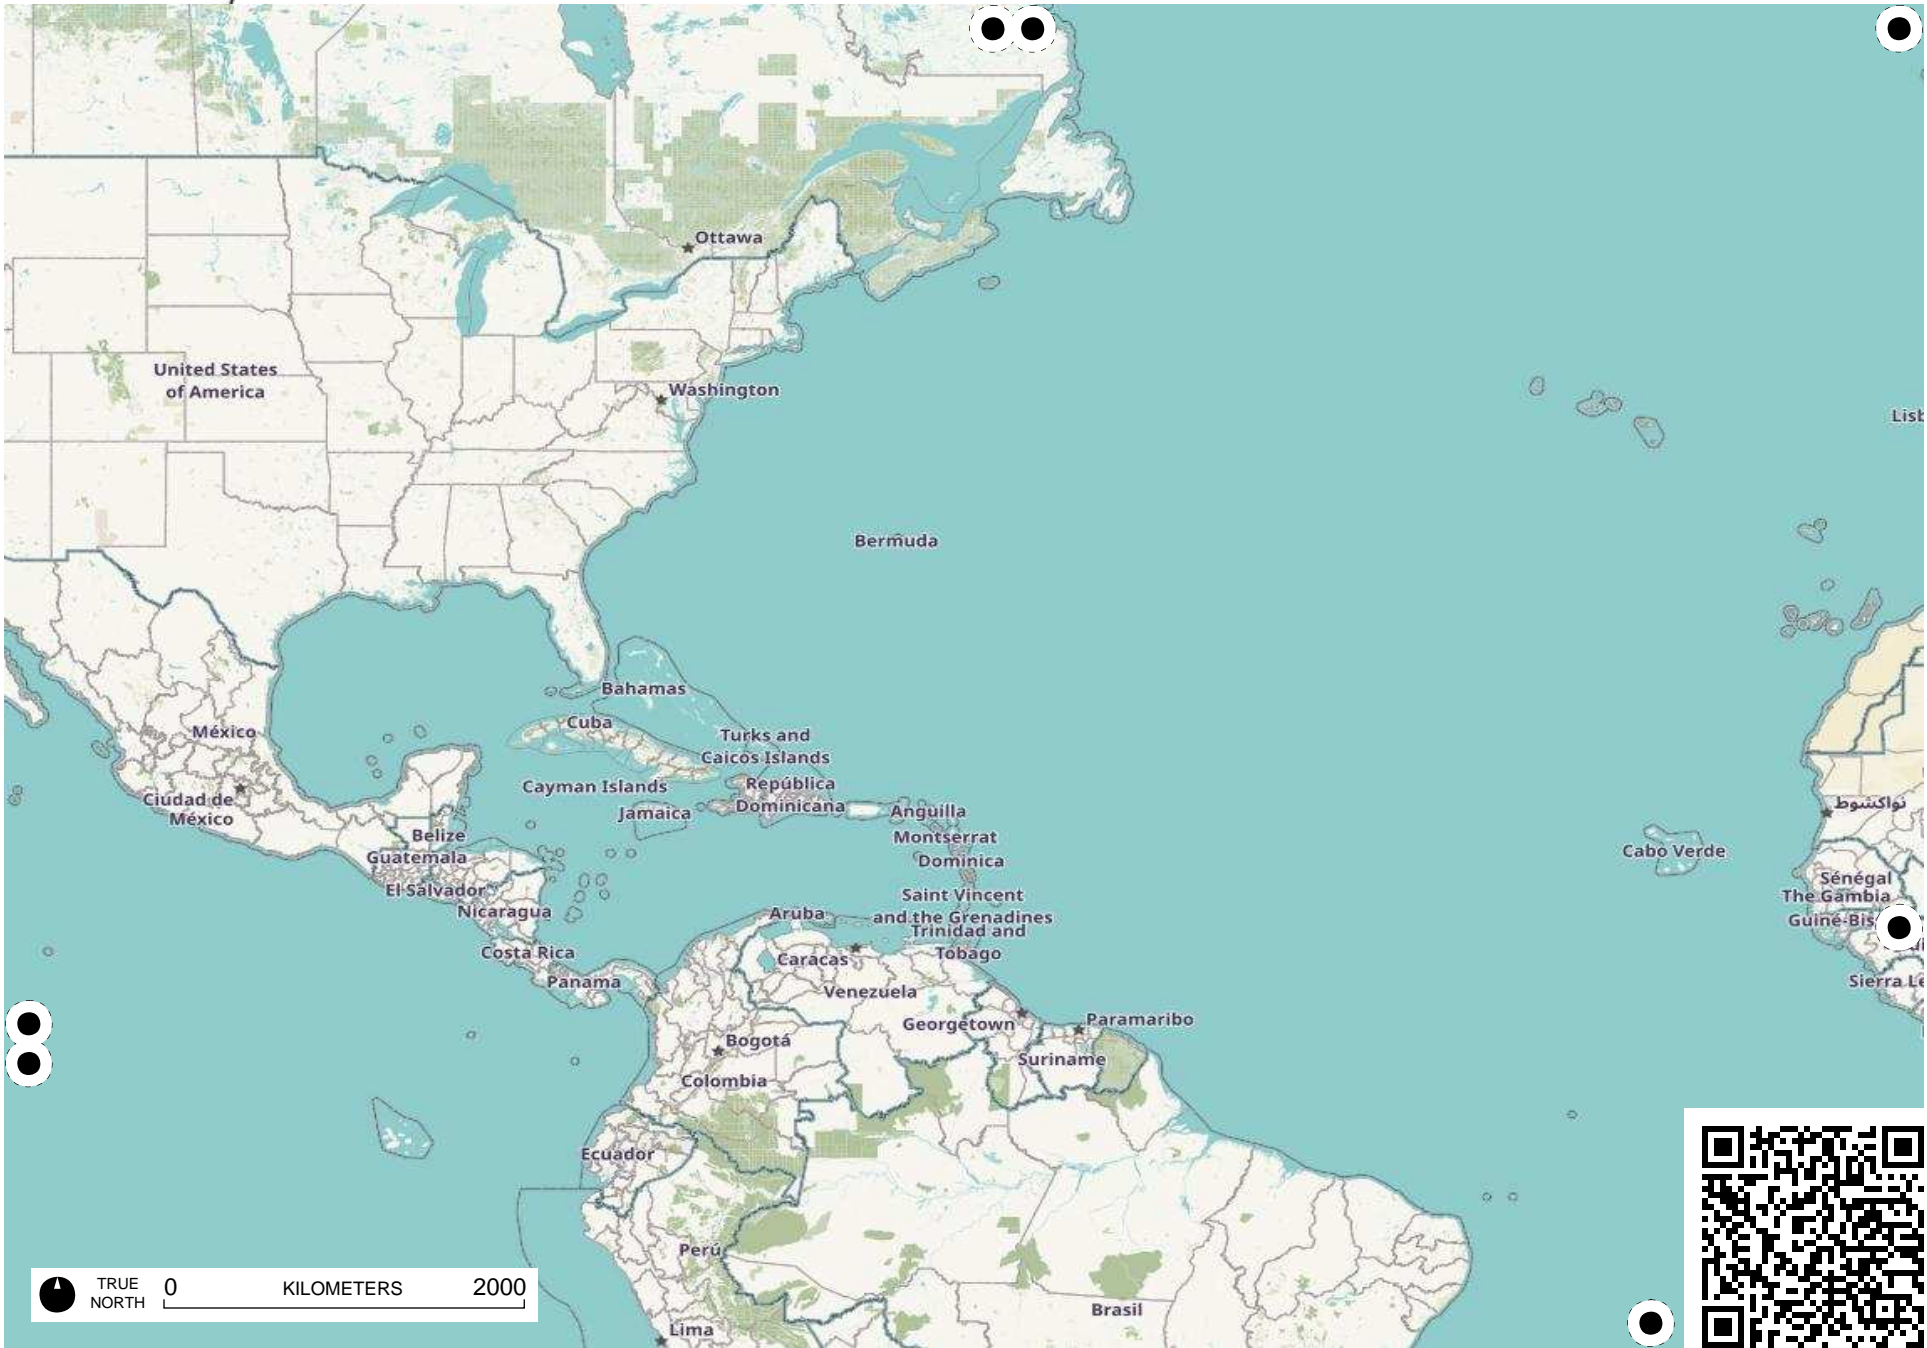 Ottawa
United States
of America
Washington
Bermuda
Bahamas
Cuba
México
Turks and
Caicos Islands
República
Dominicana
Cayman Islands
Ciudad de
México
Jamaica
Anguilla
Montserrat
Dominica
Belize
Guatemala
El Salvador
Nicaragua
Saint Vincent
and the Grenadines
Trinidad and
Tobago
Aruba
Costa Rica
Panama
Caracas
Venezuela
Georgetown
Paramaribo
Suriname
Bogotá
Colombia
Ecuador
Perú
Brasil
Lima
نواكشوط
Cabo Verde
Sénégal
The Gambia
Guiné-Bis
Sierra Le
Lisb
TRUE
NORTH
0 KILOMETERS 2000